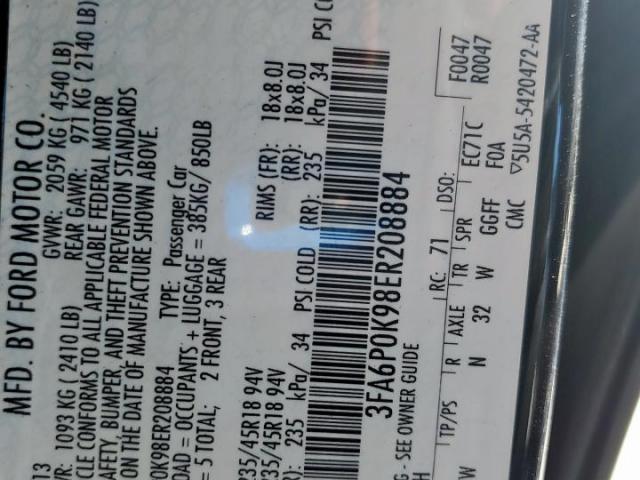 MFD. BY FORD MOTOR CO.
GVWR: 2059 KG ( 4540 LB)
WR: 1093 KG ( 2410 LB) REAR GAWR: 971 KG ( 2140 LB)
CLE CONFORMS TO ALL APPLICABLE FEDERAL MOTOR
AFETY, BUMPER, AND THEFT PREVENTION STANDARDS
ON THE DATE OF MANUFACTURE SHOWN ABOVE.
0K98ER208884 TYPE: Passenger Car
OAD = OCCUPANTS + LUGGAGE = 385KG/ 850LB
= 5 TOTAL; 2 FRONT, 3 REAR
235/45R18 94V RIMS (FR): 18x8.0J
235/45R18 94V (RR): 18x8.0J
235 kPa/ 34 PSI COLD (RR): 235 kPa/ 34 PSI CO
3FA6P0K98ER208884
G - SEE OWNER GUIDE
RC: 71 DSO: F0047
R0047
TP/PS R AXLE TR SPR EC71C
N 32 W GGFF F0A
CMC ▽5U5A-5420472-AA